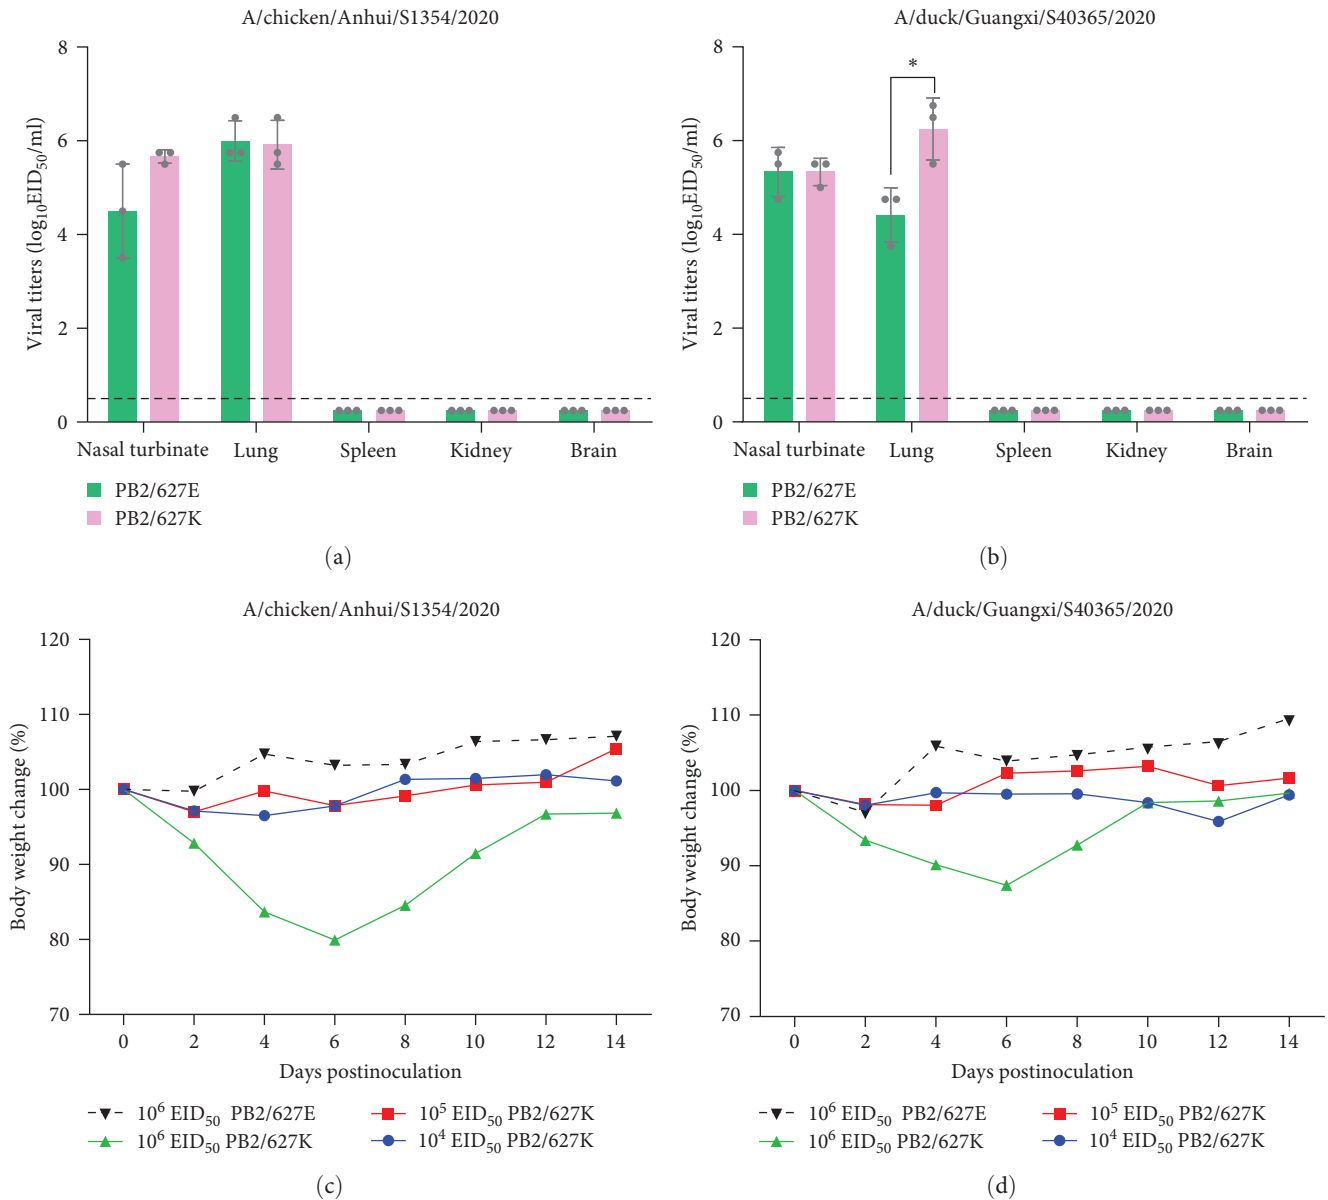 A/chicken/Anhui/S1354/2020
Viral titers (log10EID50/ml)
8
6
4
2
0
Nasal turbinate
Lung
Spleen
Kidney
Brain
PB2/627E
PB2/627K
(a)
A/duck/Guangxi/S40365/2020
Viral titers (log10EID50/ml)
8
6
4
2
0
*
Nasal turbinate
Lung
Spleen
Kidney
Brain
PB2/627E
PB2/627K
(b)
A/chicken/Anhui/S1354/2020
Body weight change (%)
120
110
100
90
80
70
0 2 4 6 8 10 12 14
Days postinoculation
10⁶ EID50 PB2/627E
10⁶ EID50 PB2/627K
10⁵ EID50 PB2/627K
10⁴ EID50 PB2/627K
(c)
A/duck/Guangxi/S40365/2020
Body weight change (%)
120
110
100
90
80
70
0 2 4 6 8 10 12 14
Days postinoculation
10⁶ EID50 PB2/627E
10⁶ EID50 PB2/627K
10⁵ EID50 PB2/627K
10⁴ EID50 PB2/627K
(d)